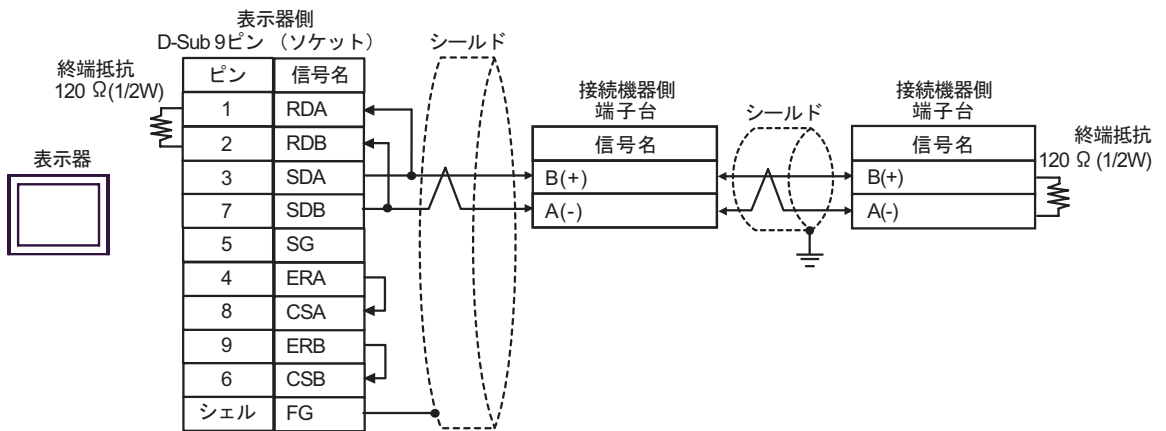 表示器側
D-Sub 9ピン (ソケット)
シールド
終端抵抗
120 Ω(1/2W)
ピン 信号名
1 RDA
2 RDB
3 SDA
7 SDB
5 SG
4 ERA
8 CSA
9 ERB
6 CSB
シェル FG
表示器
接続機器側
端子台
信号名
B(+)
A(-)
シールド
接続機器側
端子台
信号名
B(+)
A(-)
終端抵抗
120 Ω (1/2W)